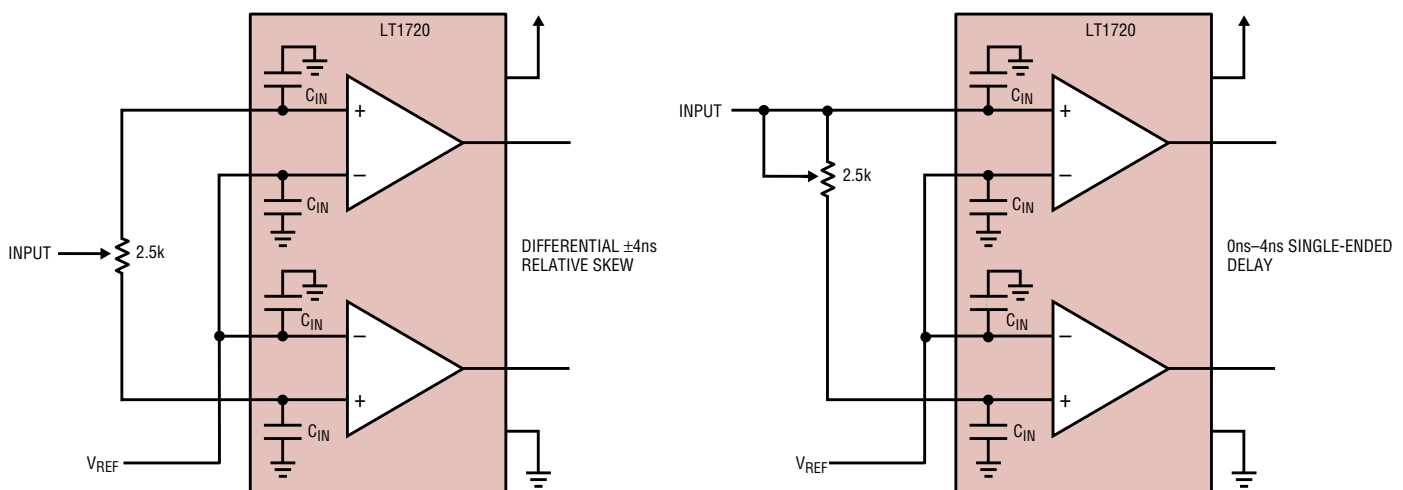 LT1720
C_IN
+
−
C_IN
INPUT
2.5k
DIFFERENTIAL ±4ns
RELATIVE SKEW
C_IN
−
+
C_IN
V_REF
LT1720
C_IN
INPUT
+
−
2.5k
C_IN
0ns–4ns SINGLE-ENDED
DELAY
C_IN
−
+
C_IN
V_REF